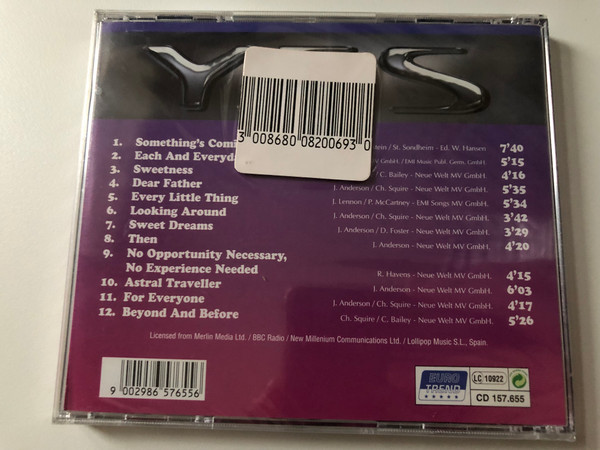 YES
3 008680 08200693 0
1. Something's Comi stein / St. Sondheim - Ed. W. Hansen 7'40
2. Each And Everyda MV GmbH. / EMI Music Publ. Germ. GmbH. 5'15
3. Sweetness / C. Bailey - Neue Welt MV GmbH. 4'16
4. Dear Father J. Anderson / Ch. Squire - Neue Welt MV GmbH. 5'35
5. Every Little Thing J. Lennon / P. McCartney - EMI Songs MV GmbH. 5'34
6. Looking Around J. Anderson / Ch. Squire - Neue Welt MV GmbH. 3'42
7. Sweet Dreams J. Anderson / D. Foster - Neue Welt MV GmbH. 3'29
8. Then J. Anderson - Neue Welt MV GmbH. 4'20
9. No Opportunity Necessary,
No Experience Needed R. Havens - Neue Welt MV GmbH. 4'15
10. Astral Traveller J. Anderson - Neue Welt MV GmbH. 6'03
11. For Everyone J. Anderson / Ch. Squire - Neue Welt MV GmbH. 4'17
12. Beyond And Before Ch. Squire / C. Bailey - Neue Welt MV GmbH. 5'26
Licensed from Merlin Media Ltd. / BBC Radio / New Millenium Communications Ltd. / Lollipop Music S.L., Spain.
9 002986 576556
EURO
TREND
LC 10922
CD 157.655